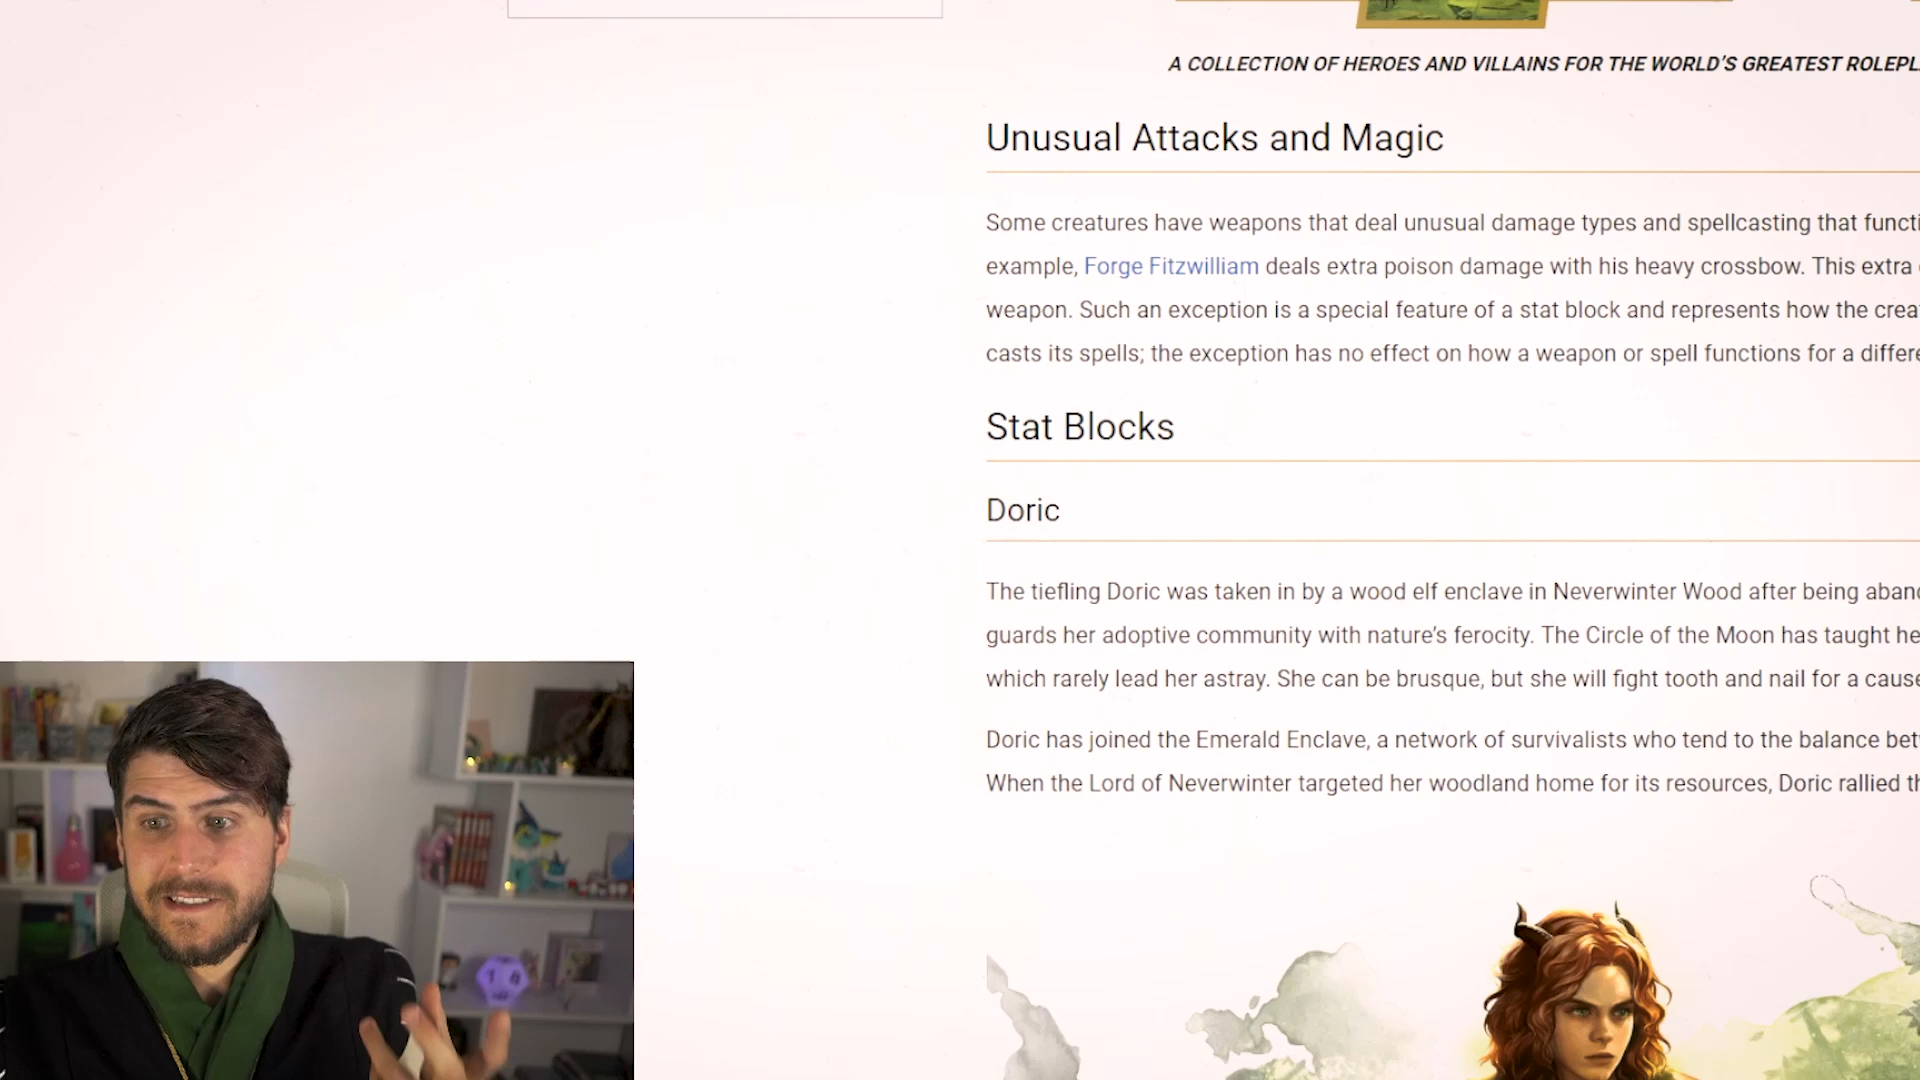 A COLLECTION OF HEROES AND VILLAINS FOR THE WORLD'S GREATEST
Unusual Attacks and Magic
Some creatures have weapons that deal unusual damage types and spellcasting that
example, Forge Fitzwilliam deals extra poison damage with his heavy crossbow. This extra
weapon. Such an exception is a special feature of a stat block and represents how the
casts its spells; the exception has no effect on how a weapon or spell functions for a
Stat Blocks
Doric
The tiefling Doric was taken in by a wood elf enclave in Neverwinter Wood after being
guards her adoptive community with nature's ferocity. The Circle of the Moon has taught
which rarely lead her astray. She can be brusque, but she will fight tooth and nail for a cause
Doric has joined the Emerald Enclave, a network of survivalists who tend to the balance
When the Lord of Neverwinter targeted her woodland home for its resources, Doric rallied